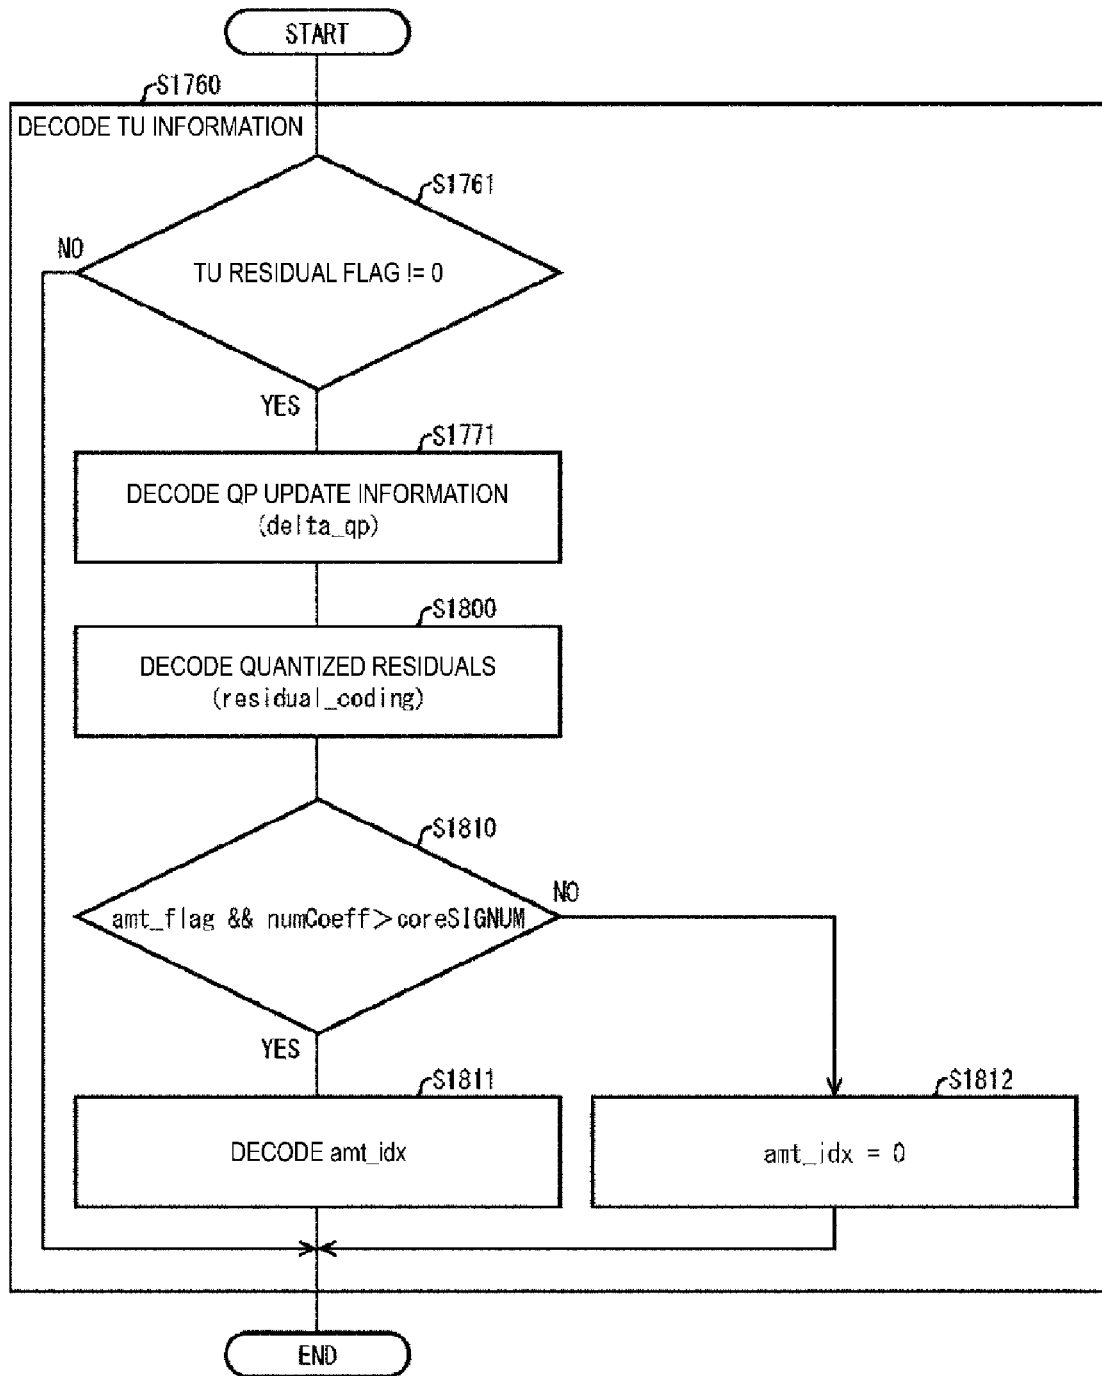 START
S1760
DECODE TU INFORMATION
S1761
NO
TU RESIDUAL FLAG != 0
YES
S1771
DECODE QP UPDATE INFORMATION
(delta_qp)
S1800
DECODE QUANTIZED RESIDUALS
(residual_coding)
S1810
NO
amt_flag && numCoeff>coreSIGNUM
YES
S1811
S1812
DECODE amt_idx
amt_idx = 0
END